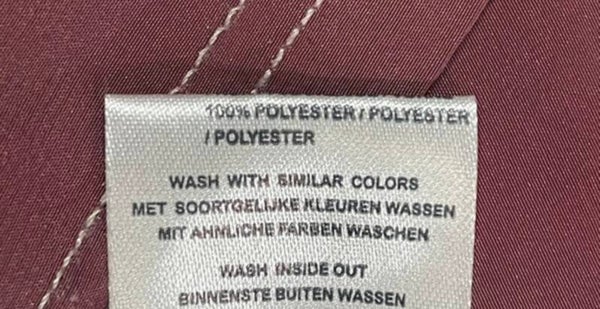 100% POLYESTER / POLYESTER
/ POLYESTER
WASH WITH SIMILAR COLORS
MET SOORTGELIJKE KLEUREN WASSEN
MIT AHNLICHE FARBEN WASCHEN
WASH INSIDE OUT
BINNENSTE BUITEN WASSEN